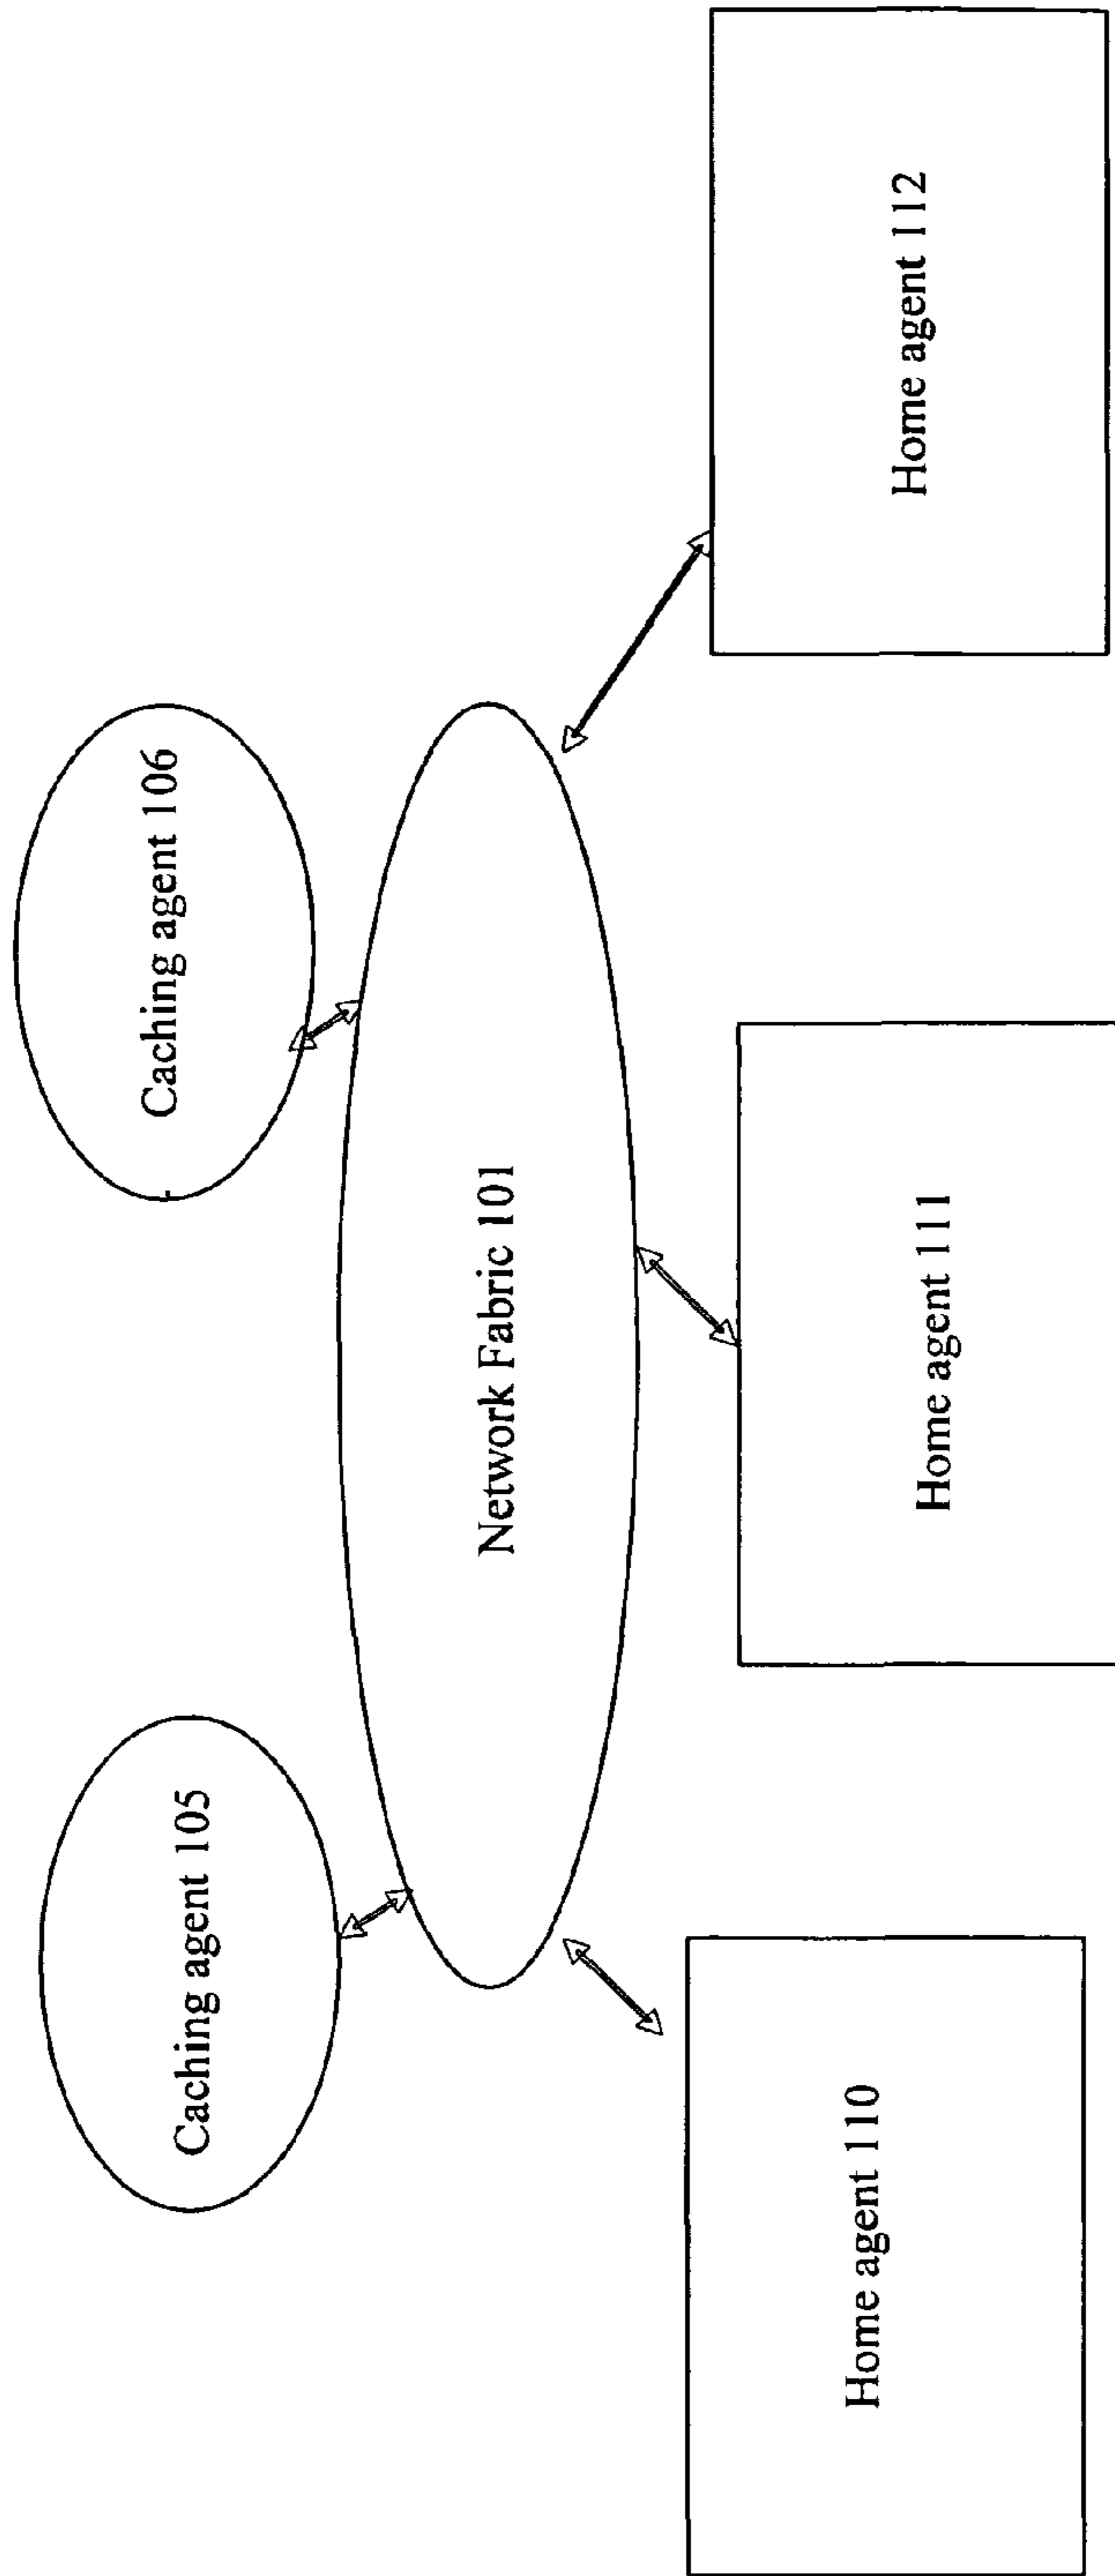 Caching agent 105
Caching agent 106
Network Fabric 101
Home agent 110
Home agent 111
Home agent 112